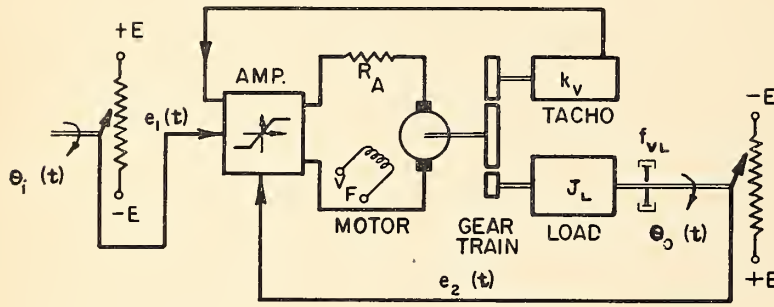 +E
AMP.
R_A
k_v
TACHO
-E
e_1(t)
Θ_i (t)
-E
V_F
MOTOR
GEAR
TRAIN
J_L
LOAD
f_VL
Θ_o (t)
+E
e_2 (t)